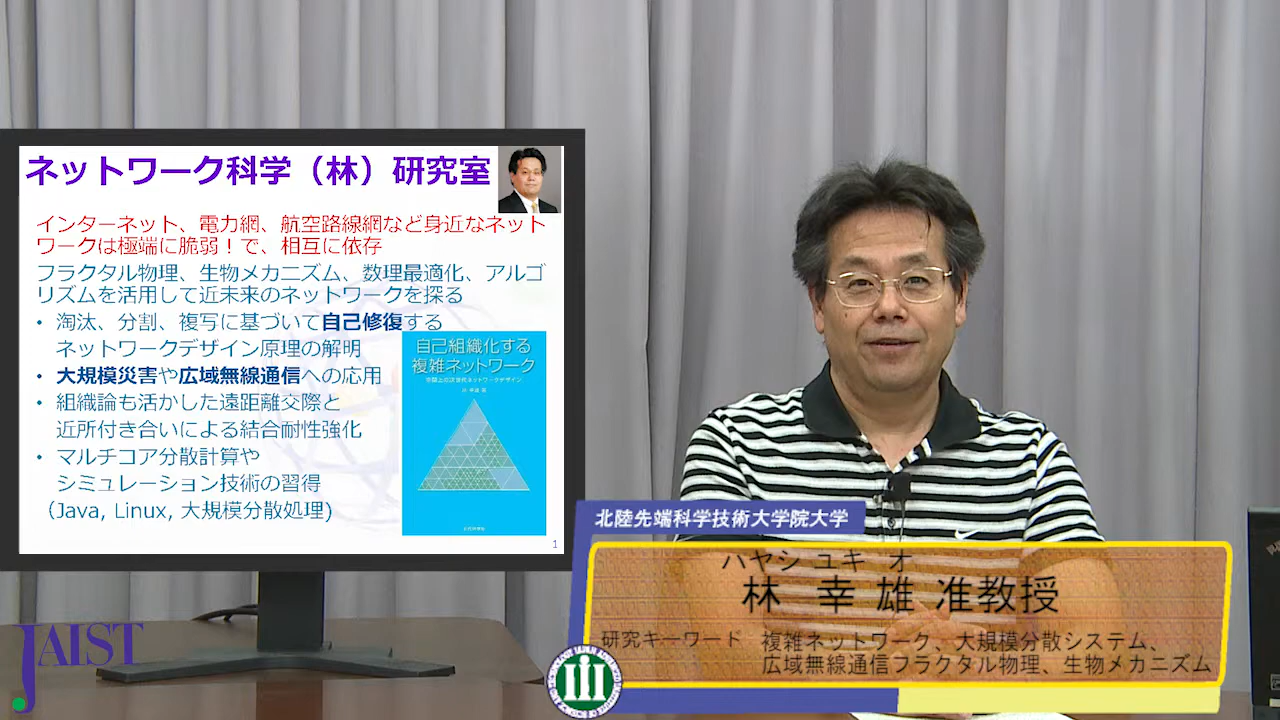 ネットワーク科学（林）研究室
インターネット、電力網、航空路線網など身近なネット
ワークは極端に脆弱！で、相互に依存
フラクタル物理、生物メカニズム、数理最適化、アルゴ
リズムを活用して近未来のネットワークを探る
• 淘汰、分割、複写に基づいて自己修復する
ネットワークデザイン原理の解明
• 大規模災害や広域無線通信への応用
• 組織論も活かした遠距離交際と
近所付き合いによる結合耐性強化
• マルチコア分散計算や
シミュレーション技術の習得
（Java, Linux, 大規模分散処理)
自己組織化する
複雑ネットワーク
1
北陸先端科学技術大学院大学
ハヤシ ユキ オ
林 幸 雄 准教授
研究キーワード 複雑ネットワーク、大規模分散システム、
広域無線通信フラクタル物理、生物メカニズム
JAIST